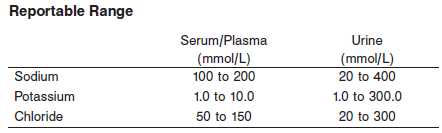 Reportable Range
Serum/Plasma Urine
(mmol/L) (mmol/L)
Sodium 100 to 200 20 to 400
Potassium 1.0 to 10.0 1.0 to 300.0
Chloride 50 to 150 20 to 300